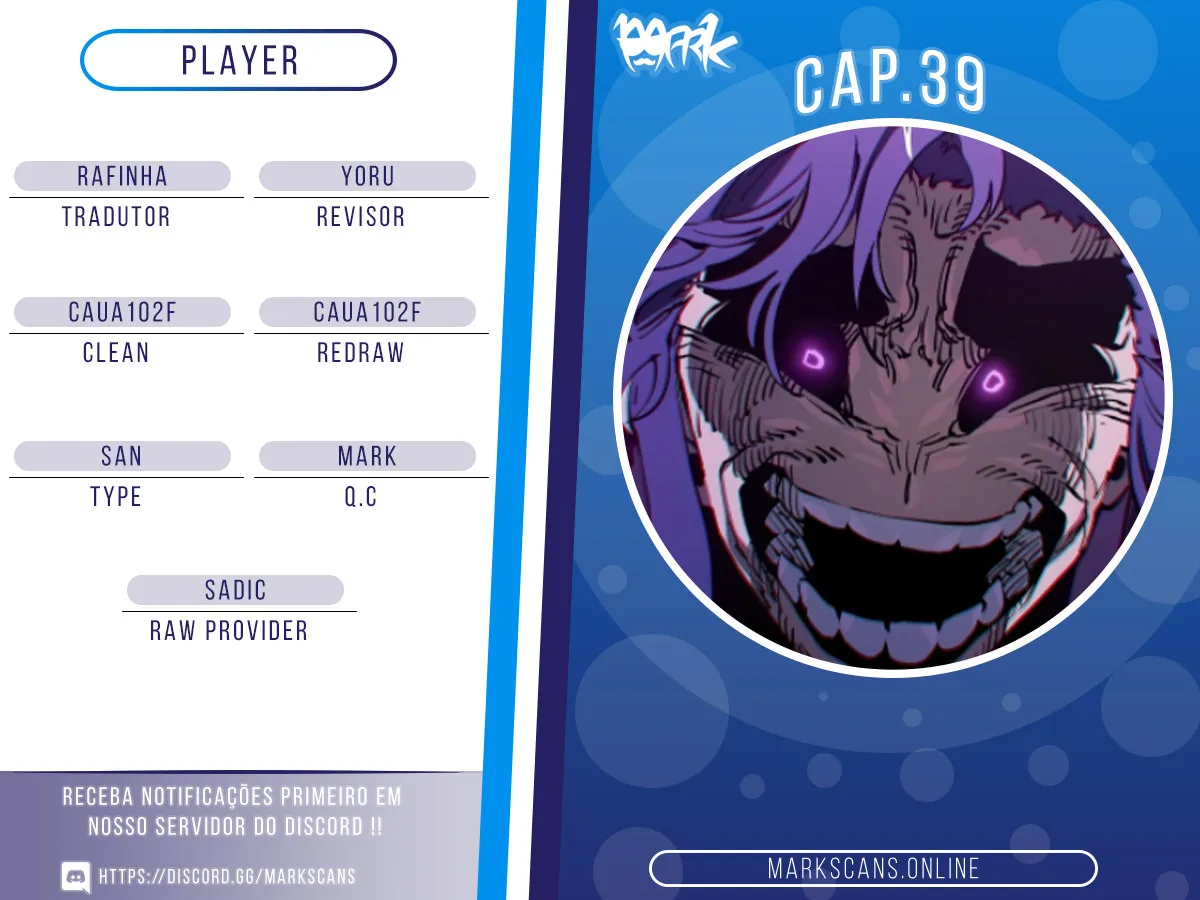 PLAYER
RAFINHA
TRADUTOR
YORU
REVISOR
CAUA102F
CLEAN
CAUA102F
REDRAW
SAN
TYPE
MARK
Q.C
SADIC
RAW PROVIDER
RECEBA NOTIFICAÇÕES PRIMEIRO EM
NOSSO SERVIDOR DO DISCORD !!
HTTPS://DISCORD.GG/MARKSCANS
MARK
CAP.39
MARKSCANS.ONLINE